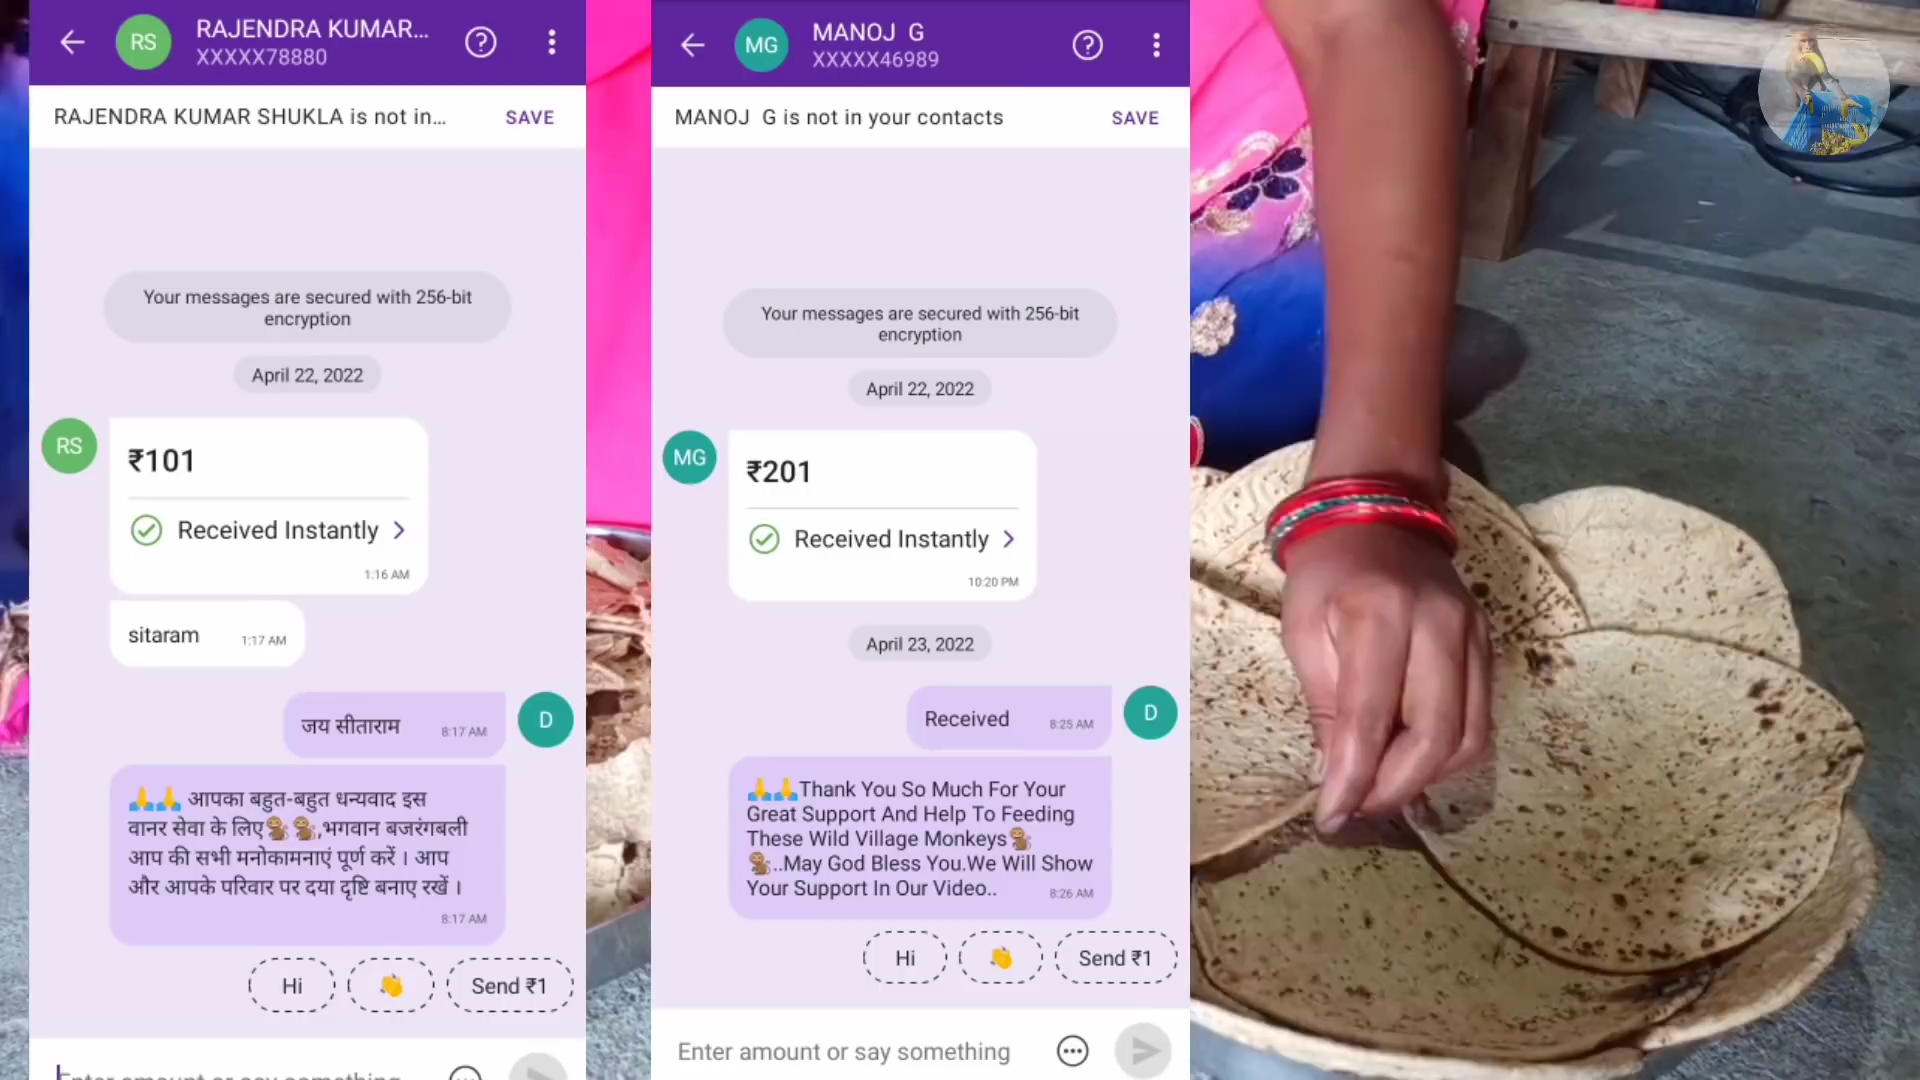 RS
RAJENDRA KUMAR...
XXXXX78880
RAJENDRA KUMAR SHUKLA is not in...
SAVE
Your messages are secured with 256-bit
encryption
April 22, 2022
RS
₹101
Received Instantly
1:16 AM
sitaram
1:17 AM
जय सीताराम
8:17 AM
D
🙏🙏 आपका बहुत-बहुत धन्यवाद इस
वानर सेवा के लिए🐒🐒,भगवान बजरंगबली
आप की सभी मनोकामनाएं पूर्ण करें । आप
और आपके परिवार पर दया दृष्टि बनाए रखें ।
8:17 AM
Hi
👏
Send ₹1
Enter amount or say something
MG
MANOJ G
XXXXX46989
MANOJ G is not in your contacts
SAVE
Your messages are secured with 256-bit
encryption
April 22, 2022
MG
₹201
Received Instantly
10:20 PM
April 23, 2022
Received
8:25 AM
D
🙏🙏Thank You So Much For Your
Great Support And Help To Feeding
These Wild Village Monkeys🐒
🐒..May God Bless You.We Will Show
Your Support In Our Video..
8:26 AM
Hi
👏
Send ₹1
Enter amount or say something